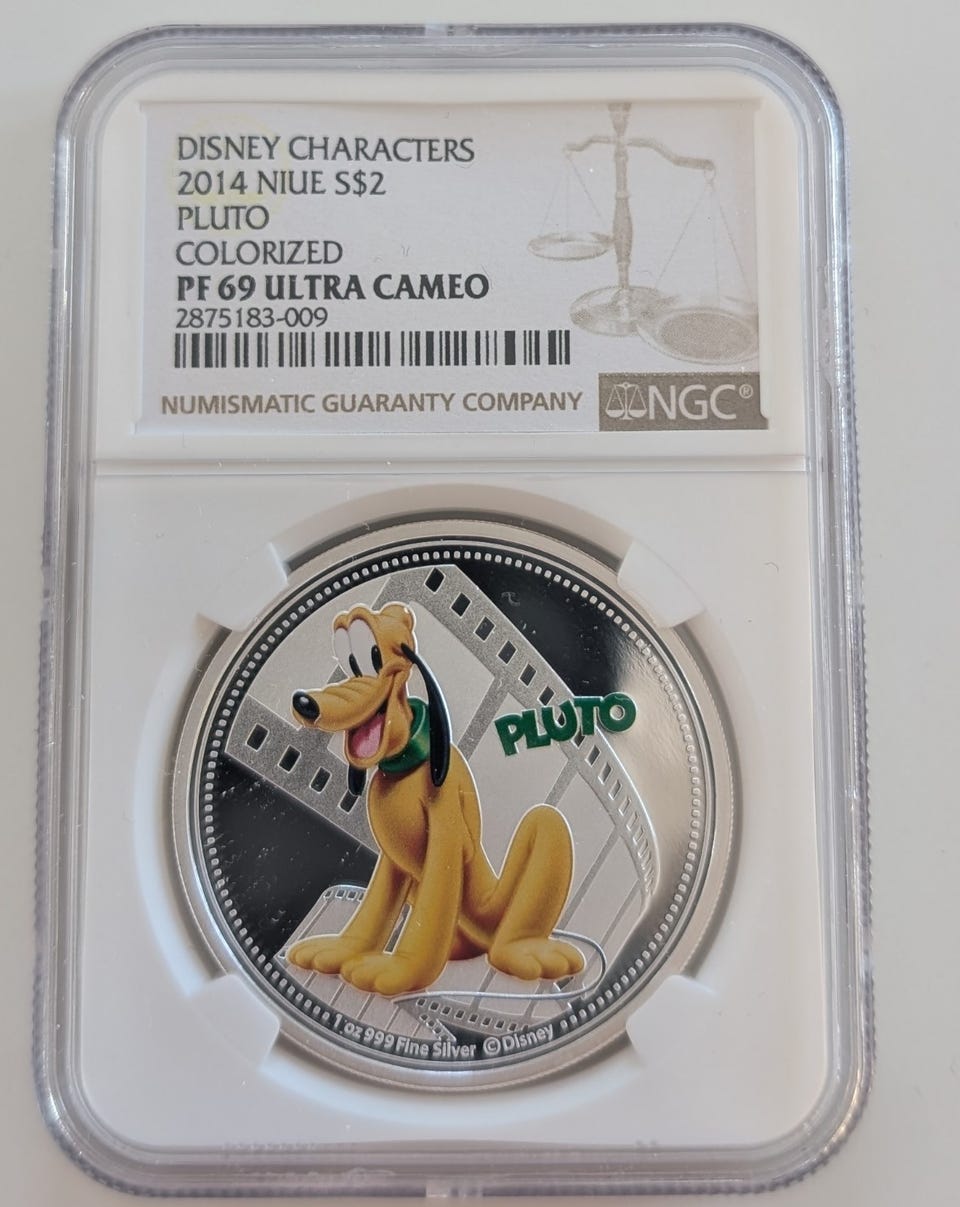 DISNEY CHARACTERS
2014 NIUE S$2
PLUTO
COLORIZED
PF 69 ULTRA CAMEO
2875183-009
NUMISMATIC GUARANTY COMPANY
NGC®
PLUTO
1 oz 999 Fine Silver © Disney